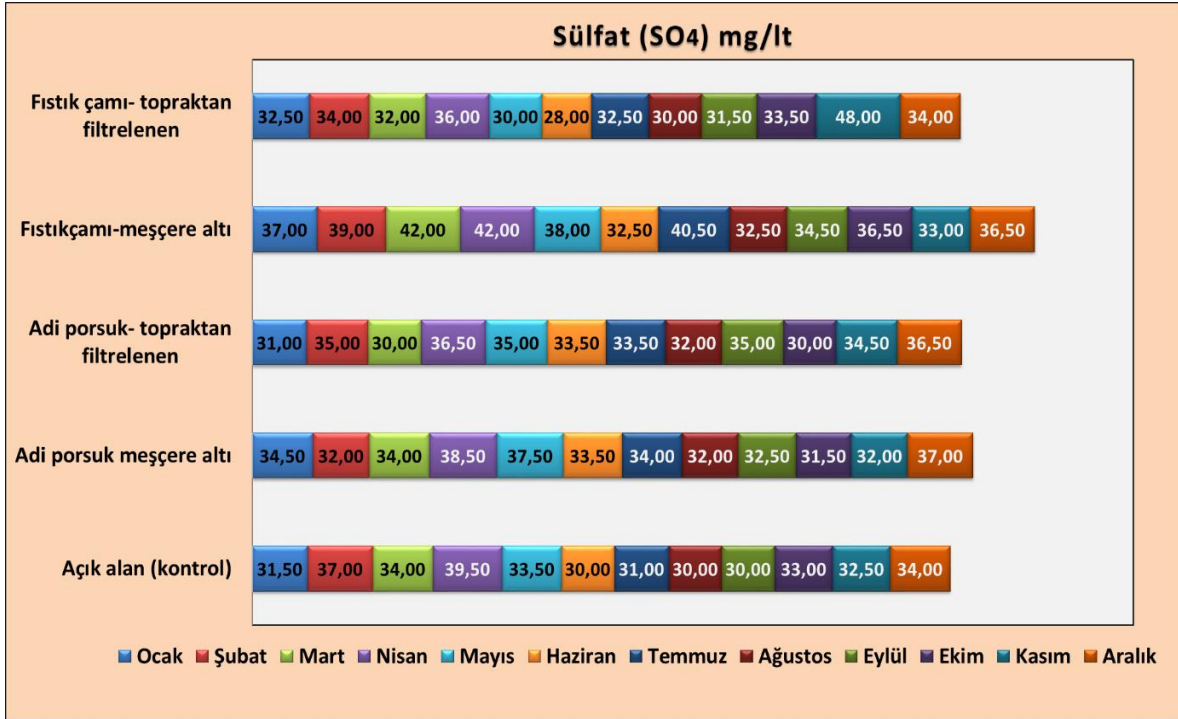 Sülfat (SO4) mg/lt
Fıstık çamı- topraktan
filtrelenen
32,50 34,00 32,00 36,00 30,00 28,00 32,50 30,00 31,50 33,50 48,00 34,00
Fıstıkçamı-meşçere altı
37,00 39,00 42,00 42,00 38,00 32,50 40,50 32,50 34,50 36,50 33,00 36,50
Adi porsuk- topraktan
filtrelenen
31,00 35,00 30,00 36,50 35,00 33,50 33,50 32,00 35,00 30,00 34,50 36,50
Adi porsuk meşçere altı
34,50 32,00 34,00 38,50 37,50 33,50 34,00 32,00 32,50 31,50 32,00 37,00
Açık alan (kontrol)
31,50 37,00 34,00 39,50 33,50 30,00 31,00 30,00 30,00 33,00 32,50 34,00
Ocak Şubat Mart Nisan Mayıs Haziran Temmuz Ağustos Eylül Ekim Kasım Aralık